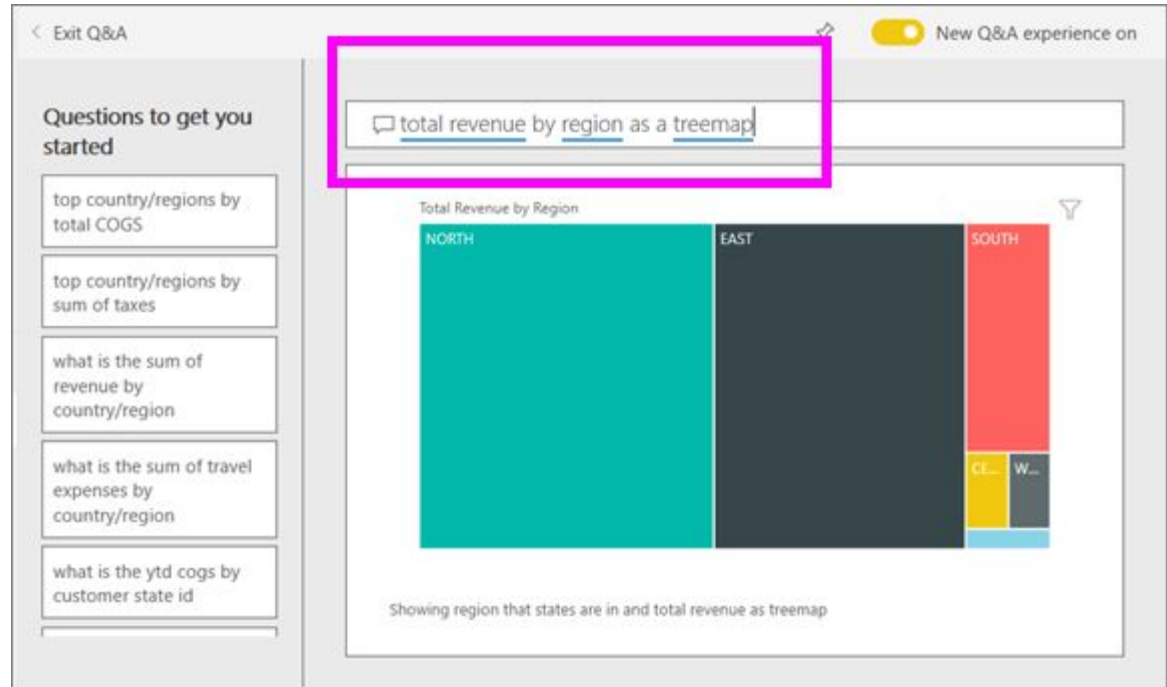 Exit Q&A
New Q&A experience on
Questions to get you
started
top country/regions by
total COGS
top country/regions by
sum of taxes
what is the sum of
revenue by
country/region
what is the sum of travel
expenses by
country/region
what is the ytd cogs by
customer state id
total revenue by region as a treemap
Total Revenue by Region
NORTH
EAST
SOUTH
CE...
W...
Showing region that states are in and total revenue as treemap